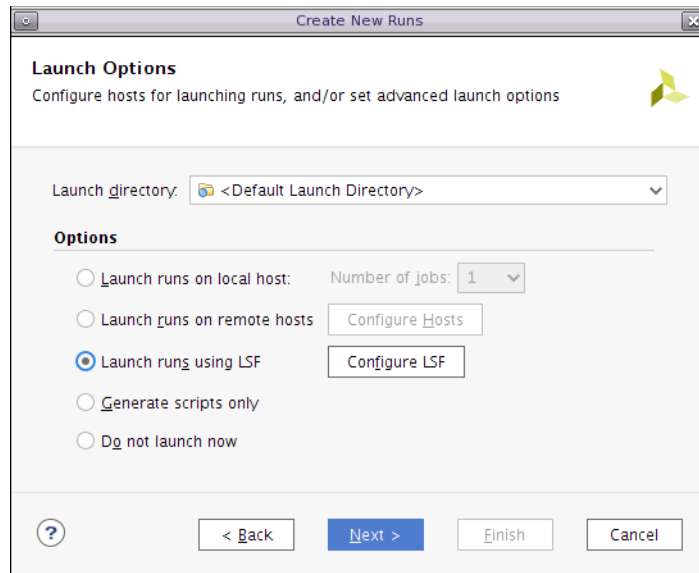 Create New Runs
Launch Options
Configure hosts for launching runs, and/or set advanced launch options
Launch directory: <Default Launch Directory>
Options
Launch runs on local host: Number of jobs: 1
Launch runs on remote hosts Configure Hosts
Launch runs using LSF Configure LSF
Generate scripts only
Do not launch now
? < Back Next > Finish Cancel